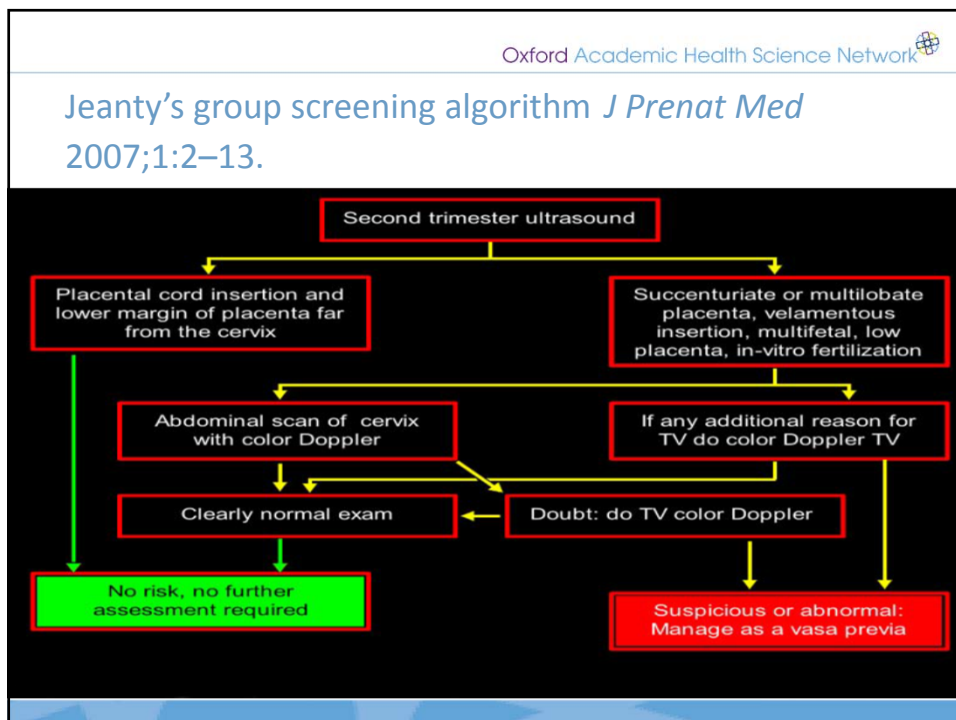 Oxford Academic Health Science Network
Jeanty's group screening algorithm J Prenat Med
2007;1:2–13.
Second trimester ultrasound
Placental cord insertion and
lower margin of placenta far
from the cervix
Succenturiate or multilobate
placenta, velamentous
insertion, multifetal, low
placenta, in-vitro fertilization
Abdominal scan of cervix
with color Doppler
If any additional reason for
TV do color Doppler TV
Clearly normal exam
Doubt: do TV color Doppler
No risk, no further
assessment required
Suspicious or abnormal:
Manage as a vasa previa